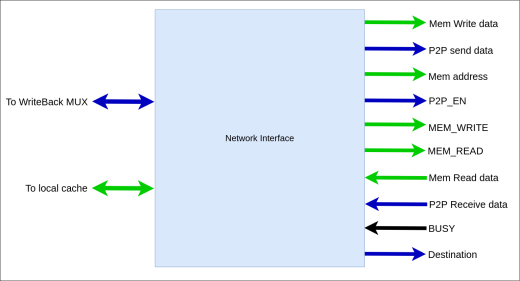 Mem Write data
P2P send data
Mem address
To WriteBack MUX
P2P_EN
MEM_WRITE
Network Interface
MEM_READ
Mem Read data
To local cache
P2P Receive data
BUSY
Destination